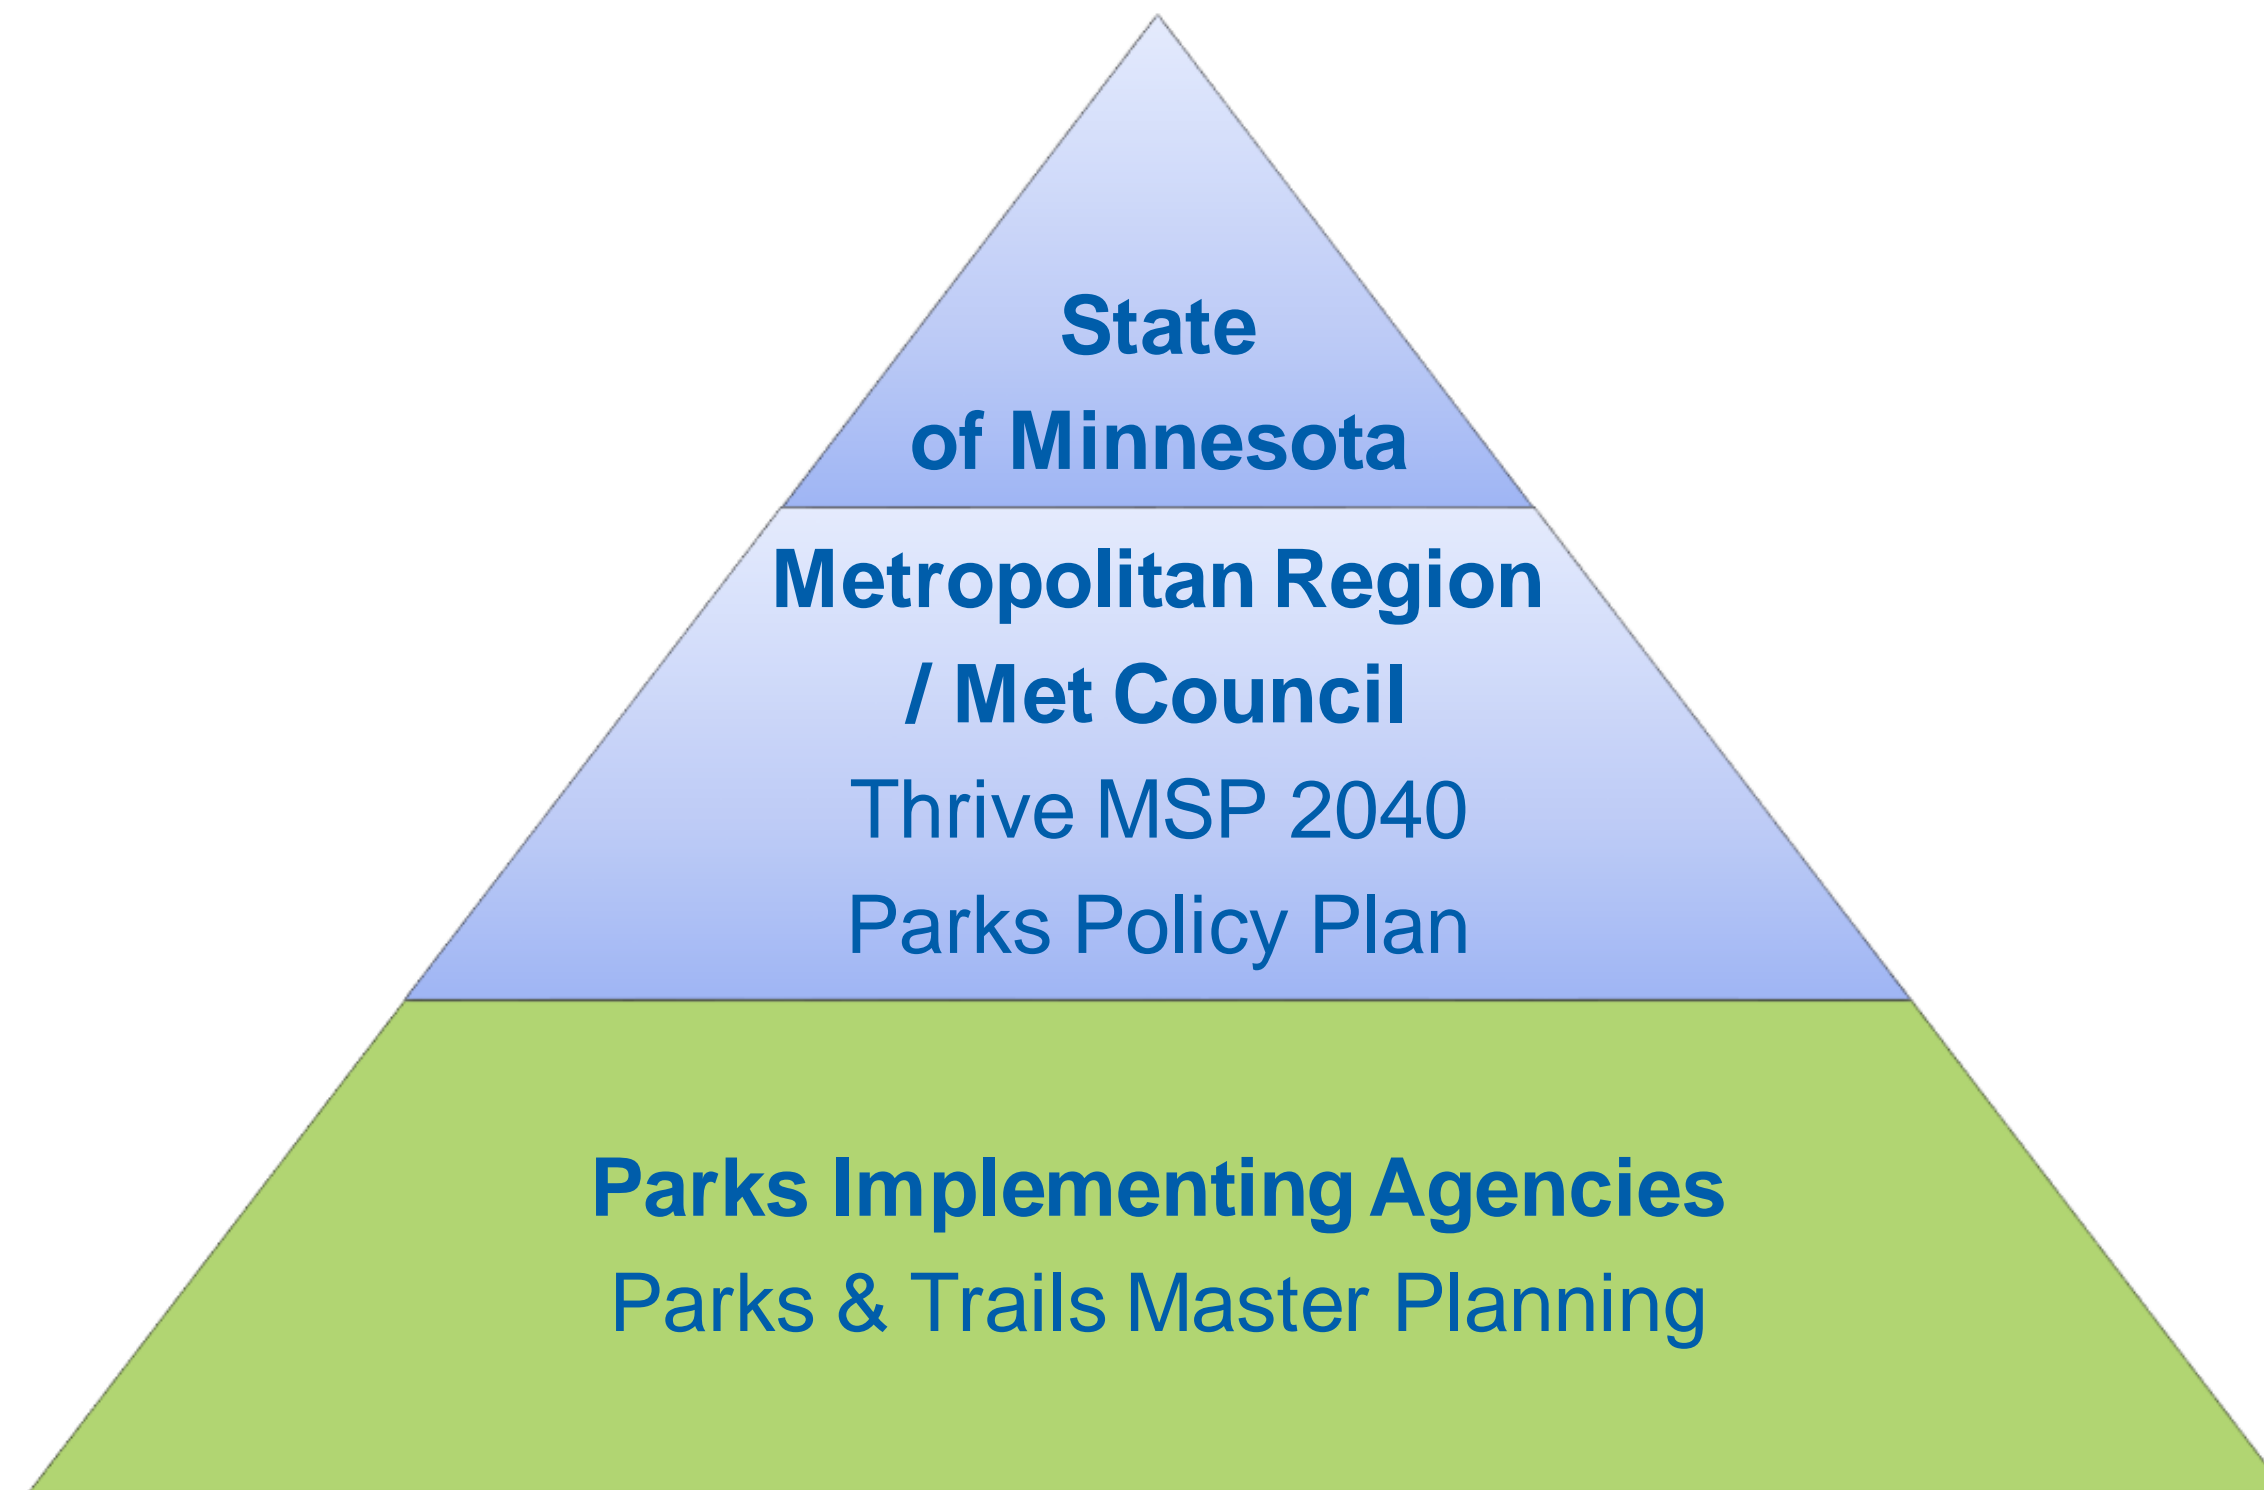 State
of Minnesota
Metropolitan Region
/ Met Council
Thrive MSP 2040
Parks Policy Plan
Parks Implementing Agencies
Parks & Trails Master Planning